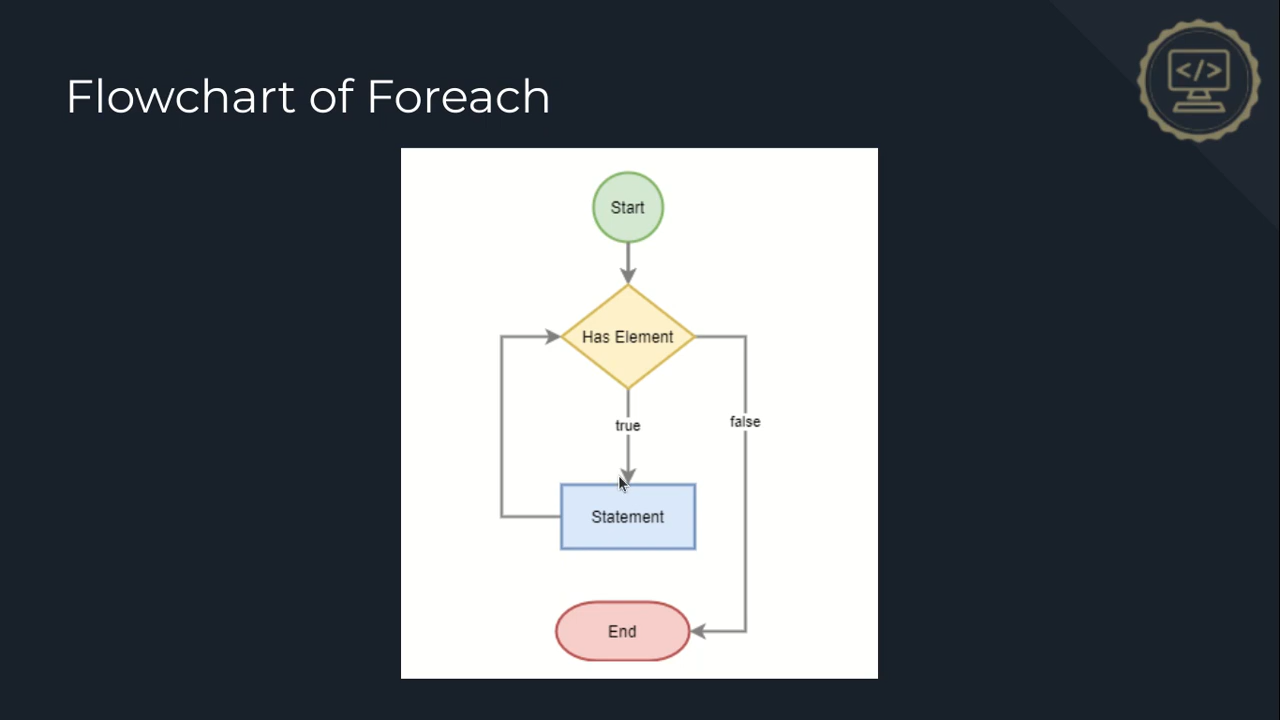 Flowchart of Foreach
</>
Start
Has Element
true
false
Statement
End